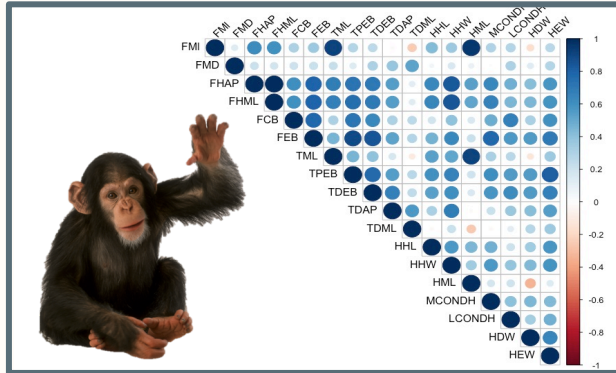 FMI FMD FHAP FHML FCB FEB TML TPEB TDEB TDAP TDML HHL HHW HML MCONDH LCONDH HDW HEW
FMI
FMD
FHAP
FHML
FCB
FEB
TML
TPEB
TDEB
TDAP
TDML
HHL
HHW
HML
MCONDH
LCONDH
HDW
HEW
1
0.8
0.6
0.4
0.2
0
-0.2
-0.4
-0.6
-0.8
-1